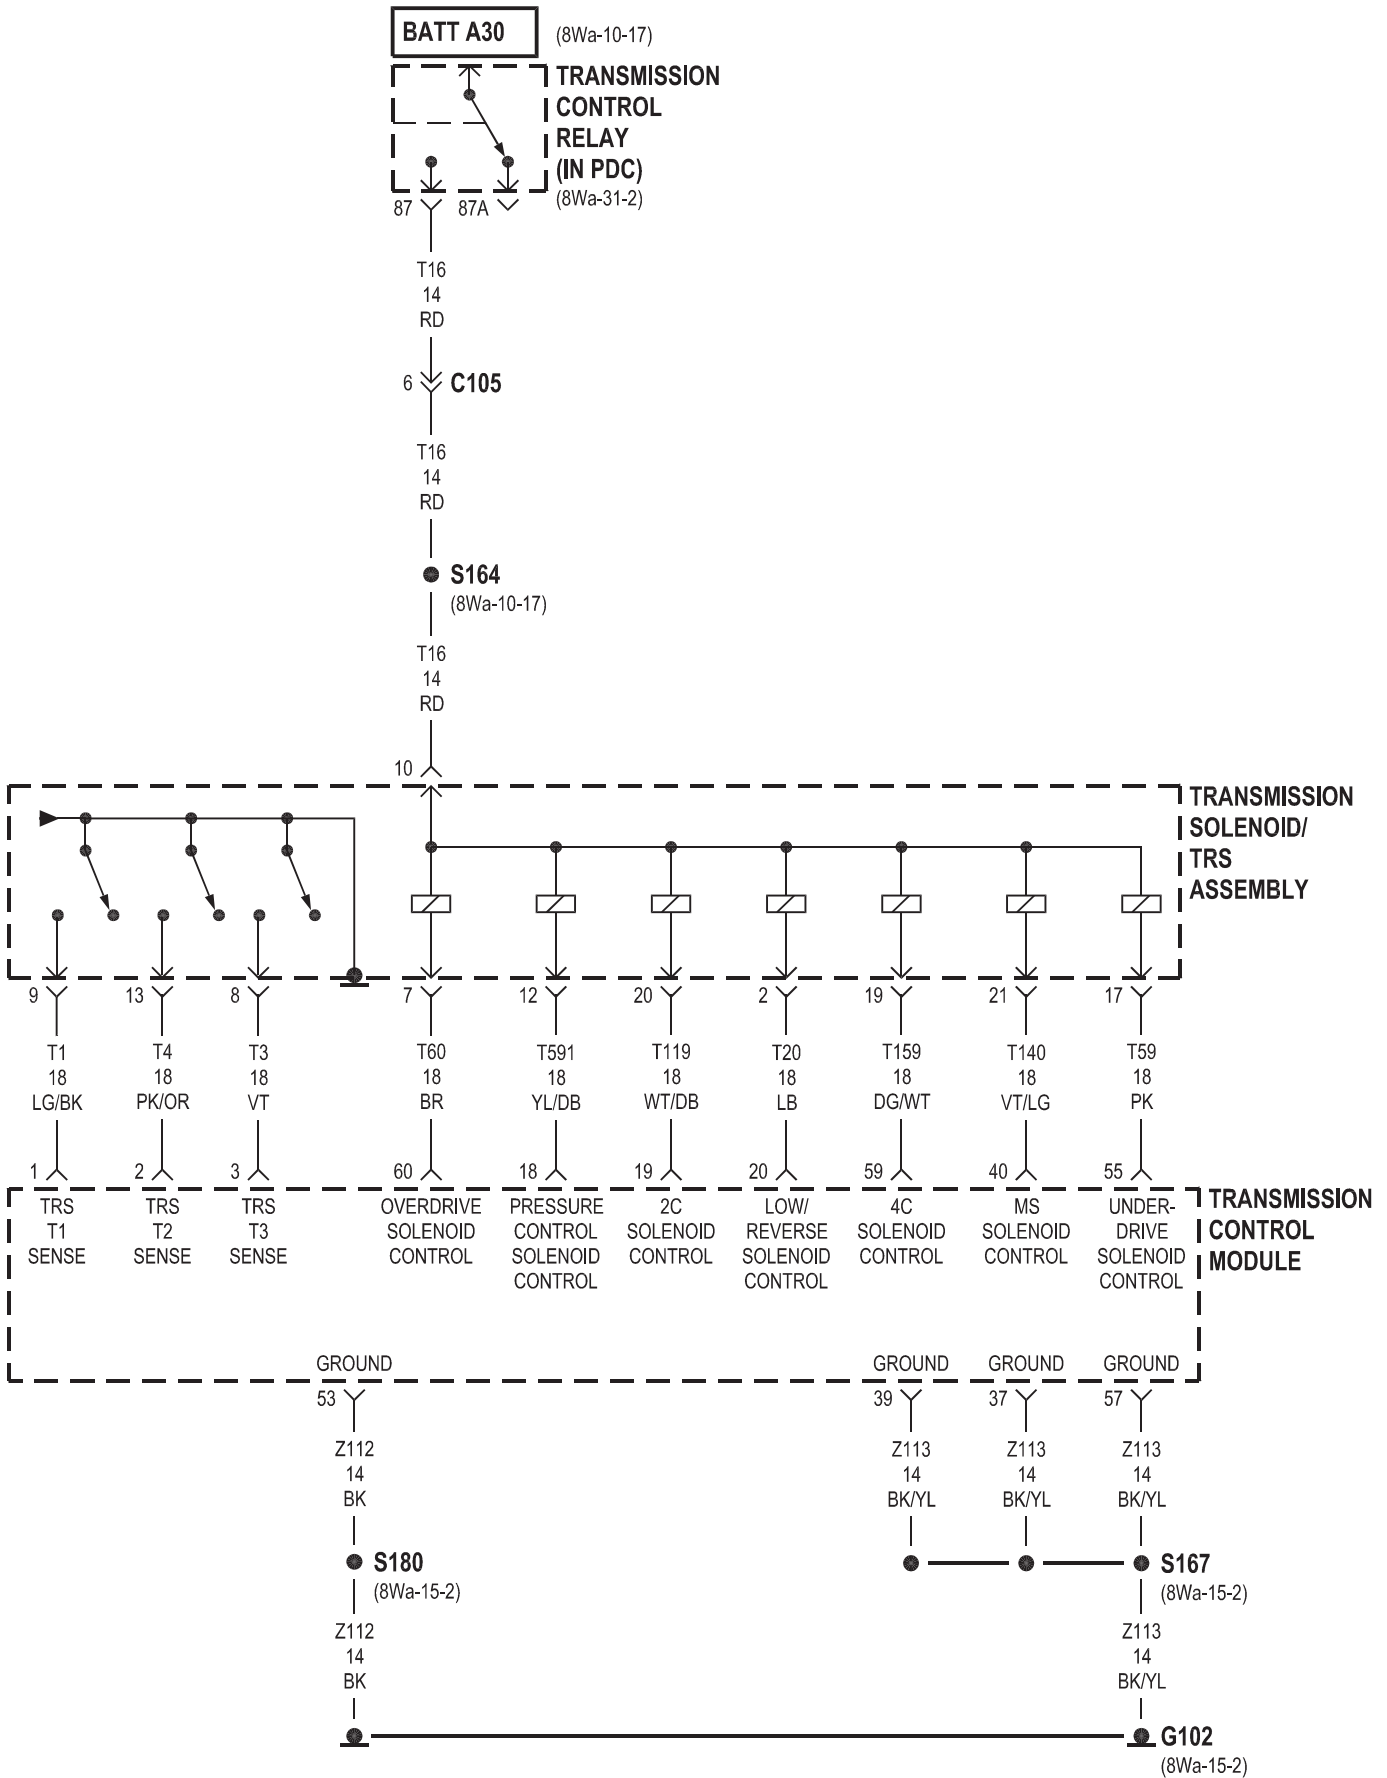 BATT A30
(8Wa-10-17)
TRANSMISSION
CONTROL
RELAY
(IN PDC)
(8Wa-31-2)
87 87A
T16
14
RD
6 C105
T16
14
RD
S164
(8Wa-10-17)
T16
14
RD
10
TRANSMISSION
SOLENOID/
TRS
ASSEMBLY
9 13 8 7 12 20 2 19 21 17
T1 T4 T3 T60 T591 T119 T20 T159 T140 T59
18 18 18 18 18 18 18 18 18 18
LG/BK PK/OR VT BR YL/DB WT/DB LB DG/WT VT/LG PK
1 2 3 60 18 19 20 59 40 55
TRS TRS TRS OVERDRIVE PRESSURE 2C LOW/ 4C MS UNDER-
T1 T2 T3 SOLENOID CONTROL SOLENOID REVERSE SOLENOID SOLENOID DRIVE
SENSE SENSE SENSE CONTROL SOLENOID CONTROL SOLENOID CONTROL CONTROL SOLENOID
CONTROL CONTROL CONTROL
TRANSMISSION
CONTROL
MODULE
GROUND GROUND GROUND GROUND
53 39 37 57
Z112 Z113 Z113 Z113
14 14 14 14
BK BK/YL BK/YL BK/YL
S180 S167
(8Wa-15-2) (8Wa-15-2)
Z112 Z113
14 14
BK BK/YL
G102
(8Wa-15-2)